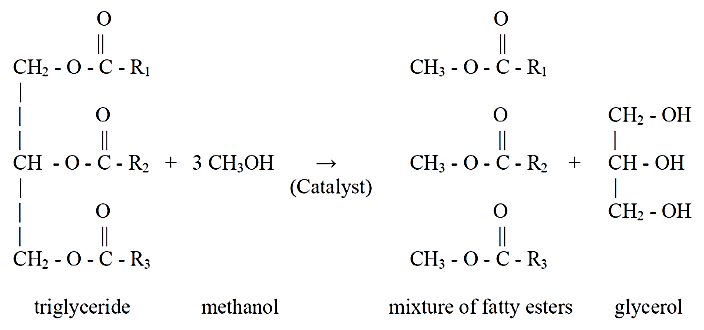 O O
|| ||
CH₂ - O - C - R₁ CH₃ - O - C - R₁
|
| O O CH₂ - OH
| || || |
CH - O - C - R₂ + 3 CH₃OH → CH₃ - O - C - R₂ + CH - OH
| (Catalyst) |
| O O CH₂ - OH
| || ||
CH₂ - O - C - R₃ CH₃ - O - C - R₃
triglyceride methanol mixture of fatty esters glycerol